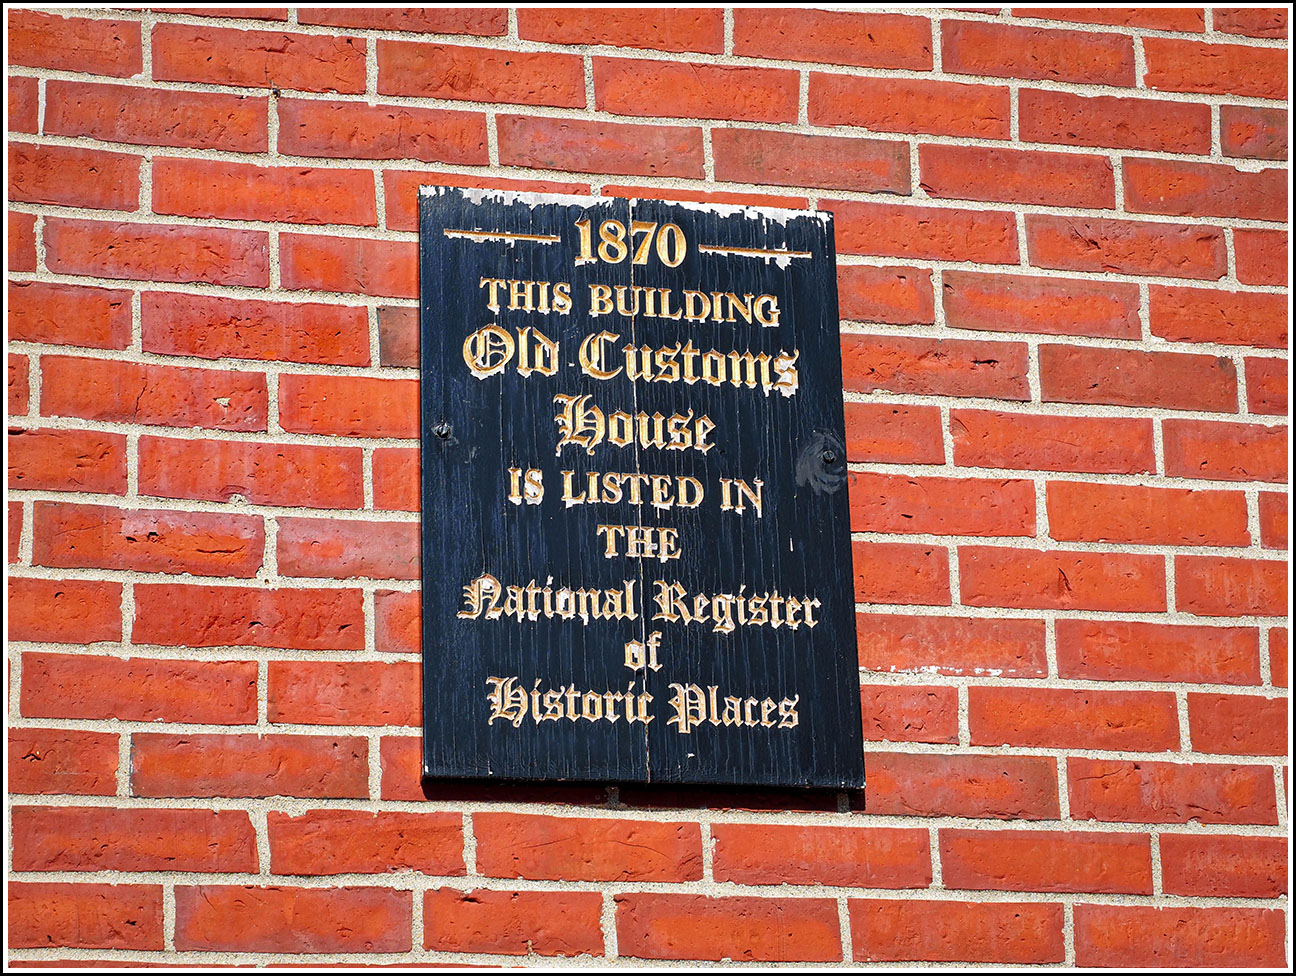 1870
THIS BUILDING
Old Customs
House
IS LISTED IN
THE
National Register
of
Historic Places